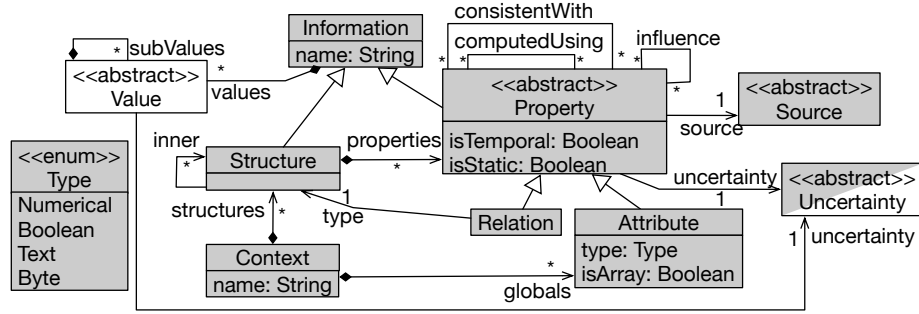 consistentWith
Information
name: String
computedUsing
influence
* subValues
* * * * *
<<abstract>>
Value
*
values
<<abstract>>
Property
isTemporal: Boolean
isStatic: Boolean
*
1
source
<<abstract>>
Source
inner
*
Structure
properties
*
<<enum>>
Type
Numerical
Boolean
Text
Byte
structures
*
1
type
Relation
uncertainty
1
<<abstract>>
Uncertainty
Attribute
type: Type
isArray: Boolean
1 uncertainty
Context
name: String
*
globals